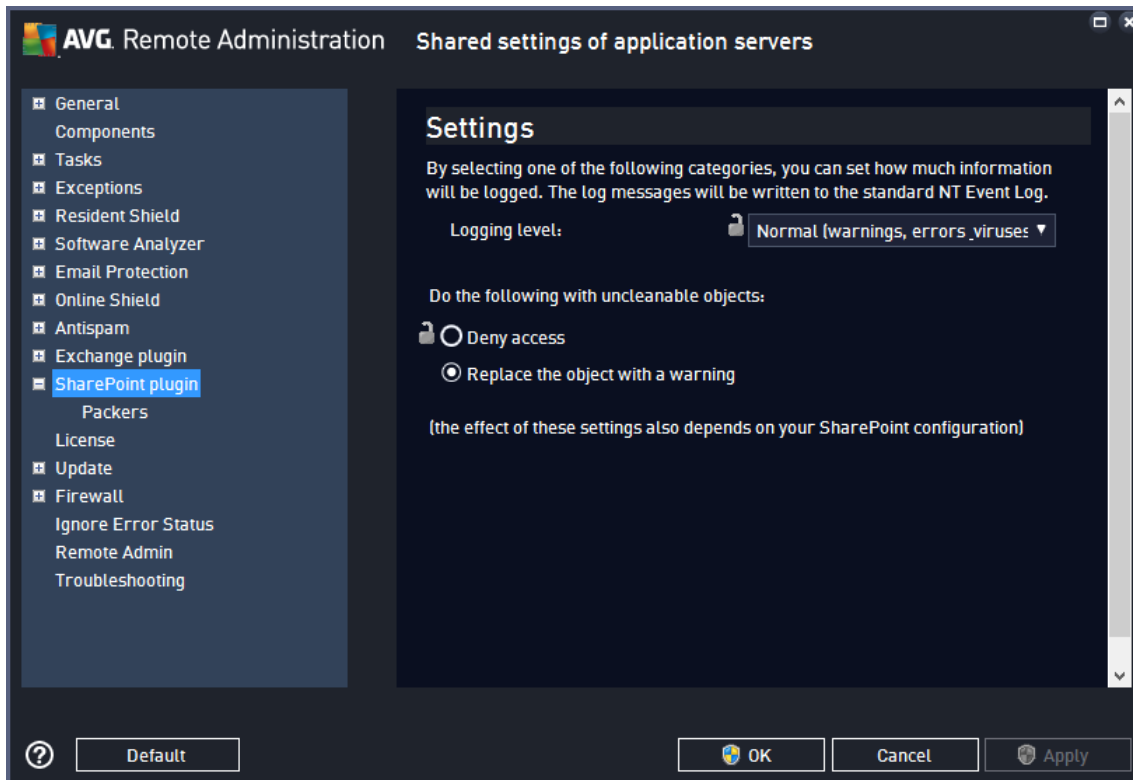 AVG. Remote Administration
Shared settings of application servers
General
Components
Tasks
Exceptions
Resident Shield
Software Analyzer
Email Protection
Online Shield
Antispam
Exchange plugin
SharePoint plugin
Packers
License
Update
Firewall
Ignore Error Status
Remote Admin
Troubleshooting
Settings
By selecting one of the following categories, you can set how much information
will be logged. The log messages will be written to the standard NT Event Log.
Logging level: Normal (warnings, errors_viruses
Do the following with uncleanable objects:
Deny access
Replace the object with a warning
(the effect of these settings also depends on your SharePoint configuration)
? Default OK Cancel Apply